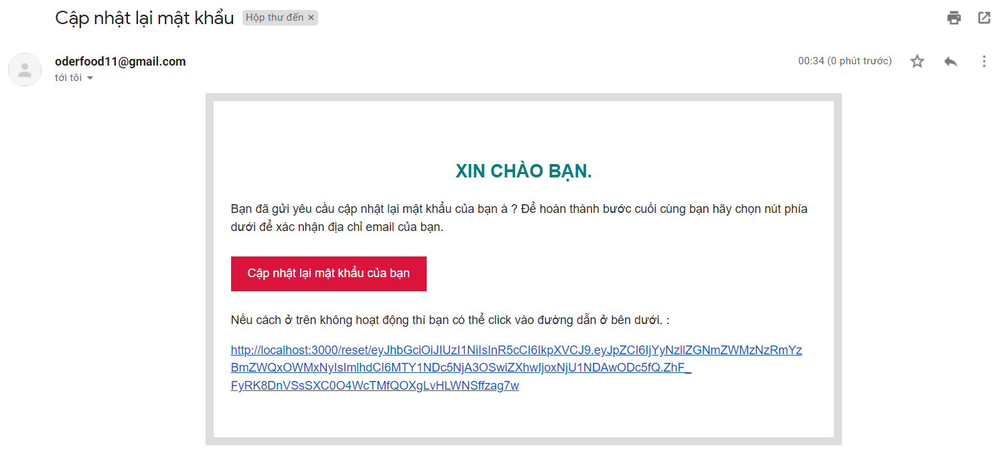 Cập nhật lại mật khẩu Hộp thư đến ×
oderfood11@gmail.com
00:34 (0 phút trước)
tới tôi
XIN CHÀO BẠN.
Bạn đã gửi yêu cầu cập nhật lại mật khẩu của bạn à ? Để hoàn thành bước cuối cùng bạn hãy chọn nút phía
dưới để xác nhận địa chỉ email của bạn.
Cập nhật lại mật khẩu của bạn
Nếu cách ở trên không hoạt động thì bạn có thể click vào đường dẫn ở bên dưới. :
http://localhost:3000/reset/eyJhbGciOiJIUzI1NiIsInR5cCI6IkpXVCJ9.eyJpZCI6IjYyNzllZGNmZWMzNzRmYz
BmZWQxOWMxNyIsImlhdCI6MTY1NDc5NjA3OSwiZXhwIjoxNjU1NDAwODc5fQ.ZhF_
FyRK8DnVSsSXC0O4WcTMfQOXgLvHLWNSffzag7w